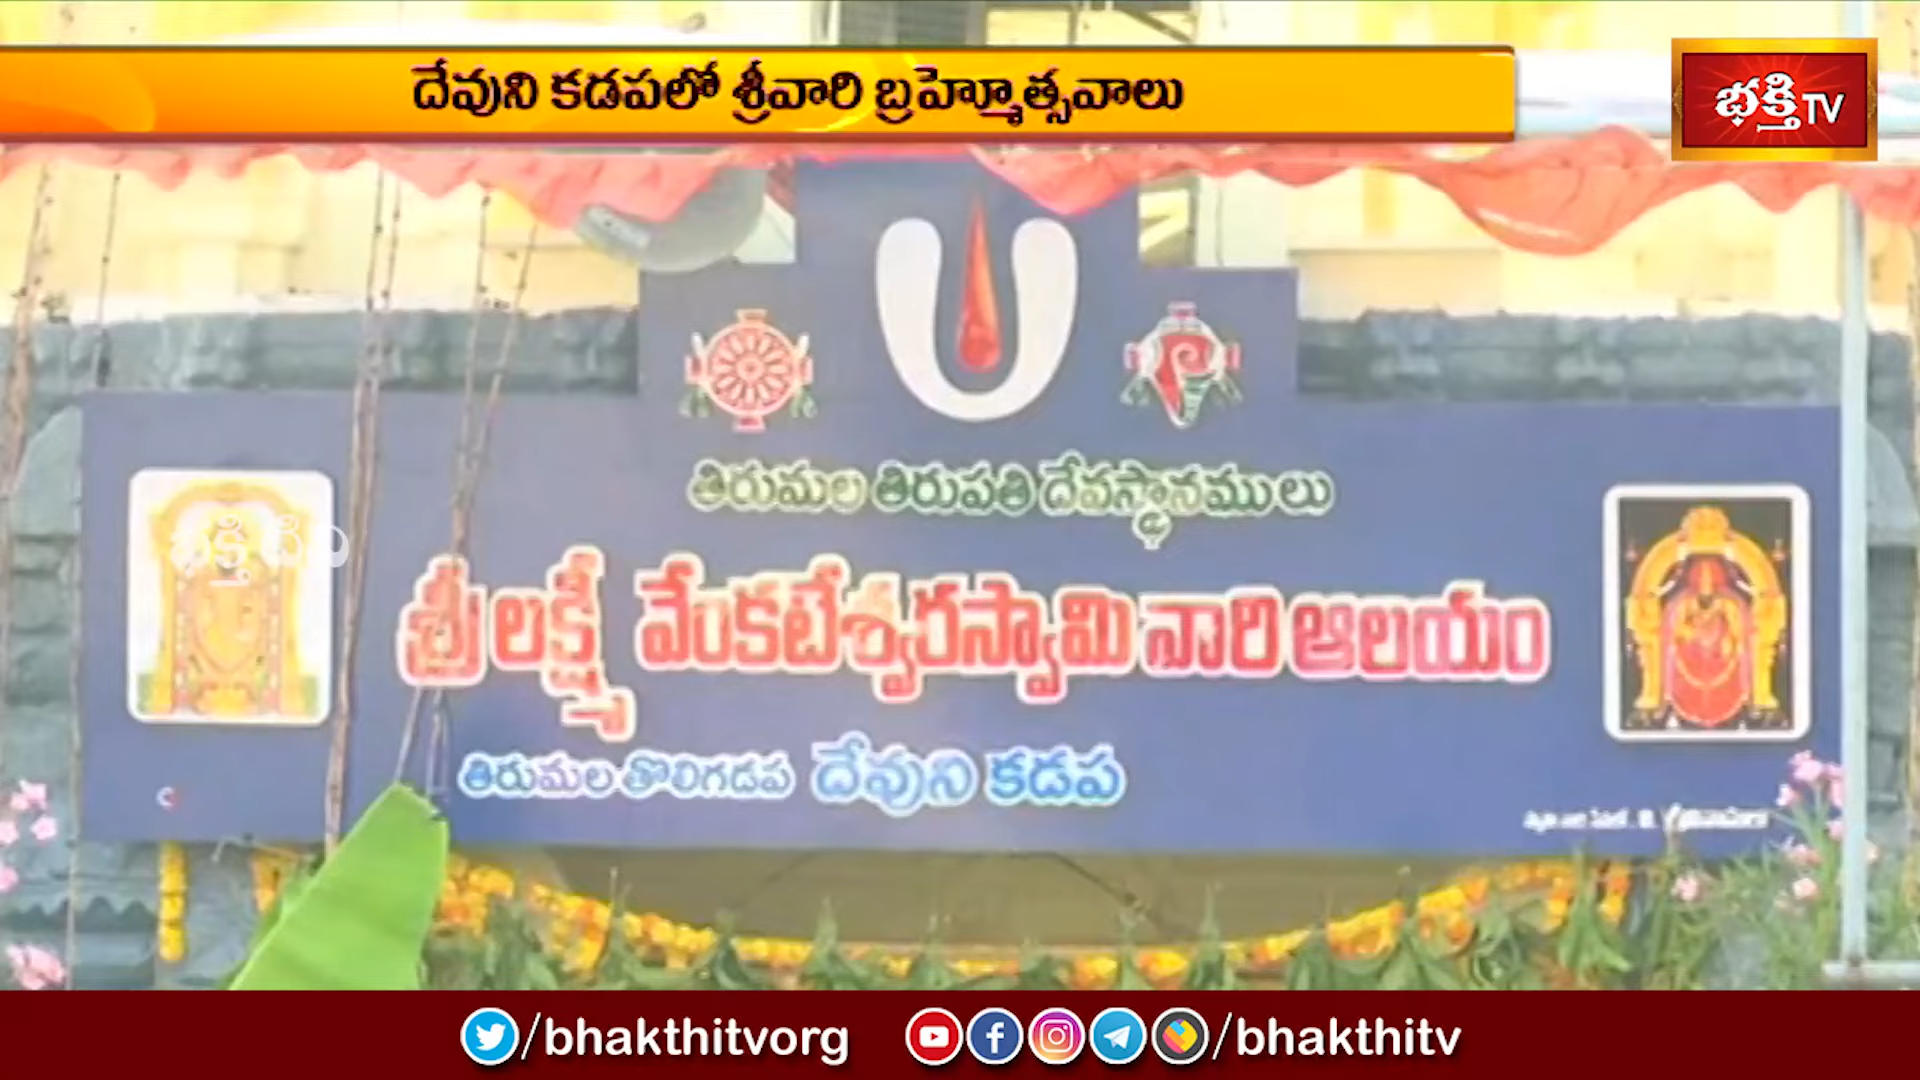 దేవుని కడపలో శ్రీవారి బ్రహ్మోత్సవాలు
భక్తి TV
తిరుమల తిరుపతి దేవస్థానములు
శ్రీ లక్ష్మీ వేంకటేశ్వరస్వామి వారి ఆలయం
తిరుమల తొలిగడప దేవుని కడప
/bhakthitvorg /bhakthitv